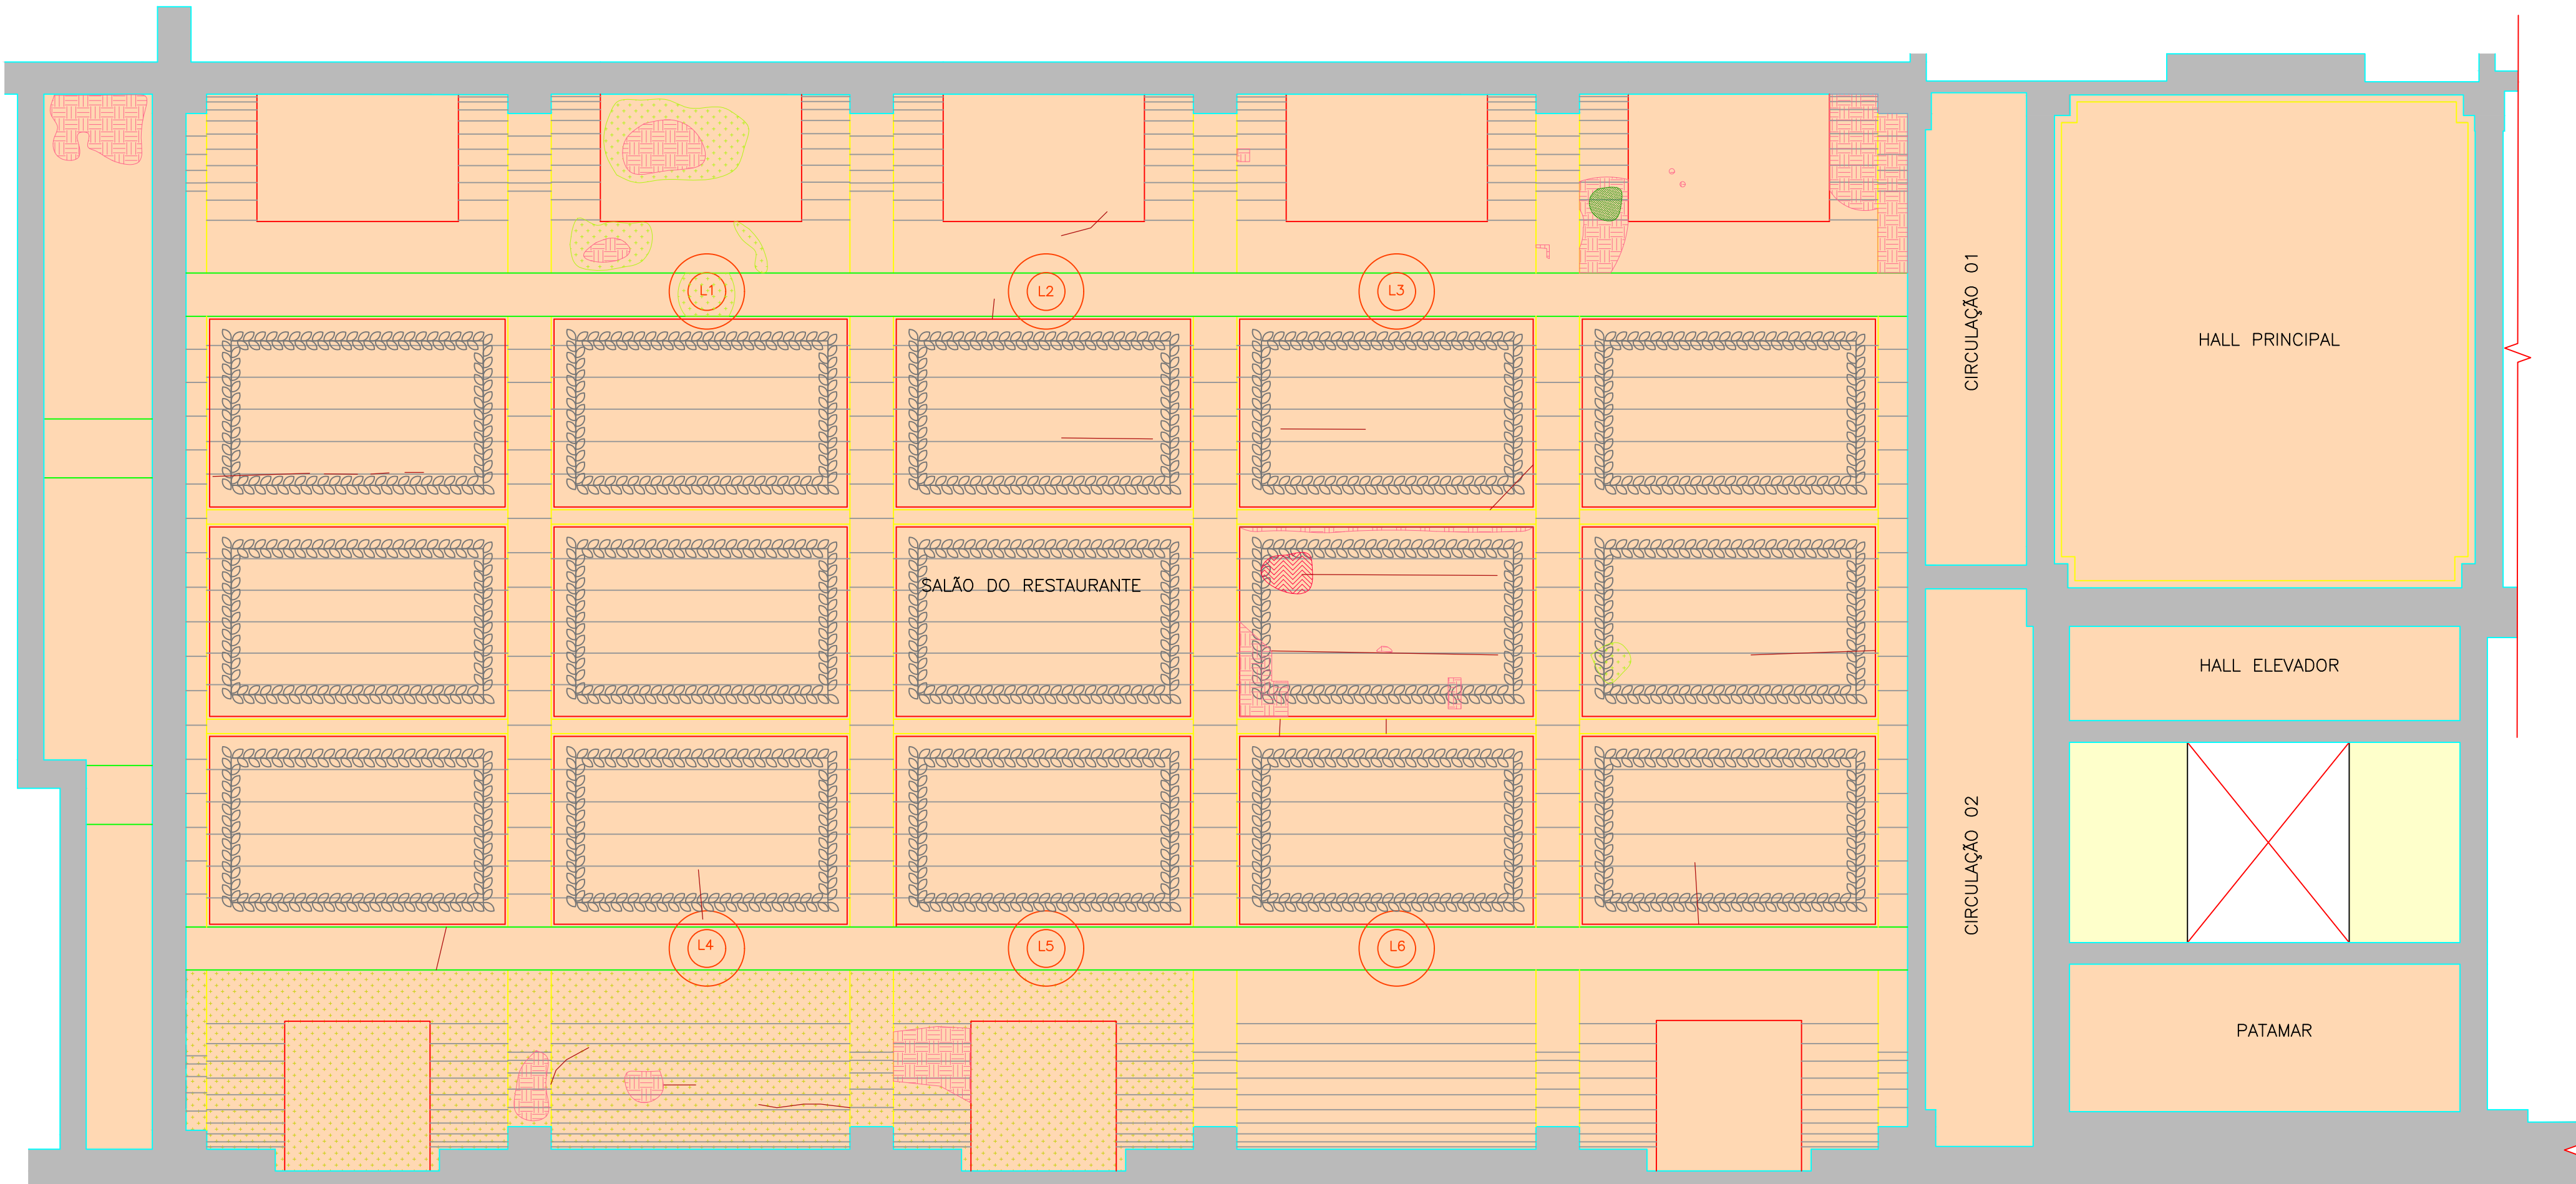 L1
L2
L3
CIRCULAÇÃO 01
HALL PRINCIPAL
SALÃO DO RESTAURANTE
HALL ELEVADOR
CIRCULAÇÃO 02
L4
L5
L6
PATAMAR